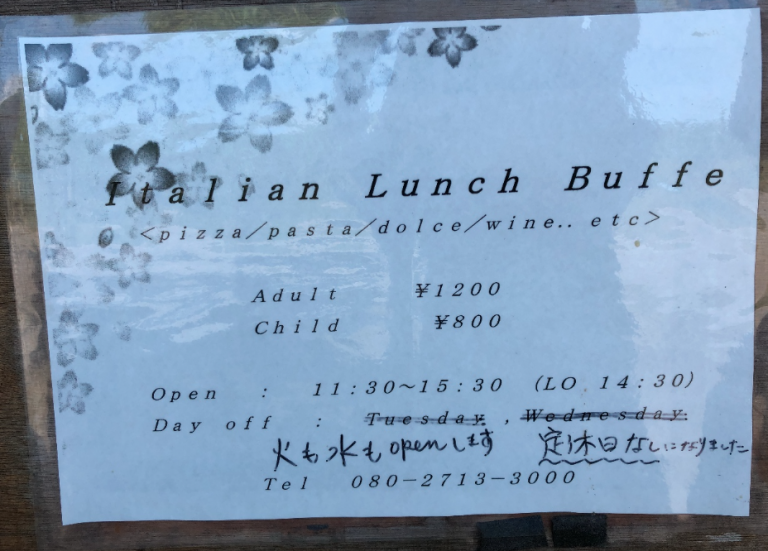 Italian Lunch Buffe
<pizza/pasta/dolce/wine.. etc>
Adult ¥1200
Child ¥800
Open : 11:30～15:30 (LO 14:30)
Day off : Tuesday , Wednesday.
火も水もopenします 定休日なしになりました
Tel 080−2713−3000